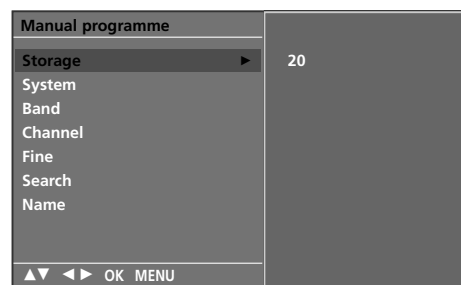 Manual programme
Storage ► 20
System
Band
Channel
Fine
Search
Name
▲▼ ◄► OK MENU